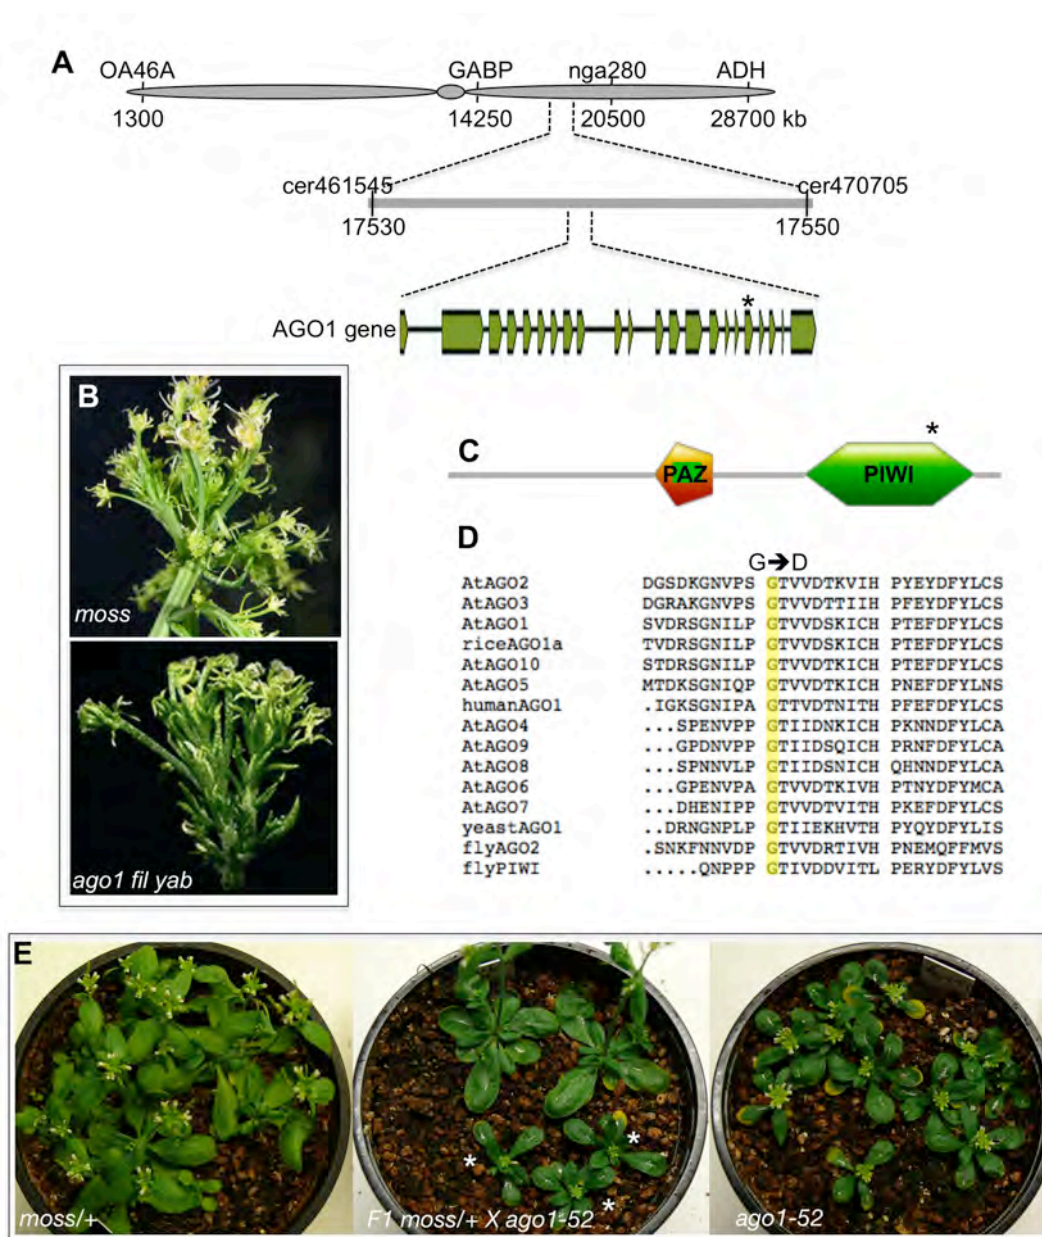 A
OA46A GABP nga280 ADH
1300 14250 20500 28700 kb
cer461545 cer470705
17530 17550
*
AGO1 gene
B
moss
ago1 fil yab
C
*
PAZ PIWI
D
G→D
AtAGO2 DGSDKGNVPS GTVVDTKVIH PYEYDFYLCS
AtAGO3 DGRAKGNVPS GTVVDTTIIH PFEYDFYLCS
AtAGO1 SVDRSGNILP GTVVDSKICH PTEFDFYLCS
riceAGO1a TVDRSGNILP GTVVDSKICH PTEFDFYLCS
AtAGO10 STDRSGNILP GTVVDTKICH PTEFDFYLCS
AtAGO5 MTDKSGNIQP GTVVDTKICH PNEFDFYLNS
humanAGO1 .IGKSGNIPA GTVVDTNITH PFEFDFYLCS
AtAGO4 ...SPENVPP GTIIDNKICH PKNNDFYLCA
AtAGO9 ...GPDNVPP GTIIDSQICH PRNFDFYLCA
AtAGO8 ...SPNNVLP GTIIDSNICH QHNNDFYLCA
AtAGO6 ...GPENVPA GTVVDTKIVH PTNYDFYMCA
AtAGO7 ...DHENIPP GTVVDTVITH PKEFDFYLCS
yeastAGO1 ..DRNGNPLP GTIIEKHVTH PYQYDFYLIS
flyAGO2 .SNKFNNVDP GTVVDRTIVH PNEMQFFMVS
flyPIWI .....QNPPP GTIVDDVITL PERYDFYLVS
E
*
*
*
moss/+ F1 moss/+ X ago1-52 ago1-52